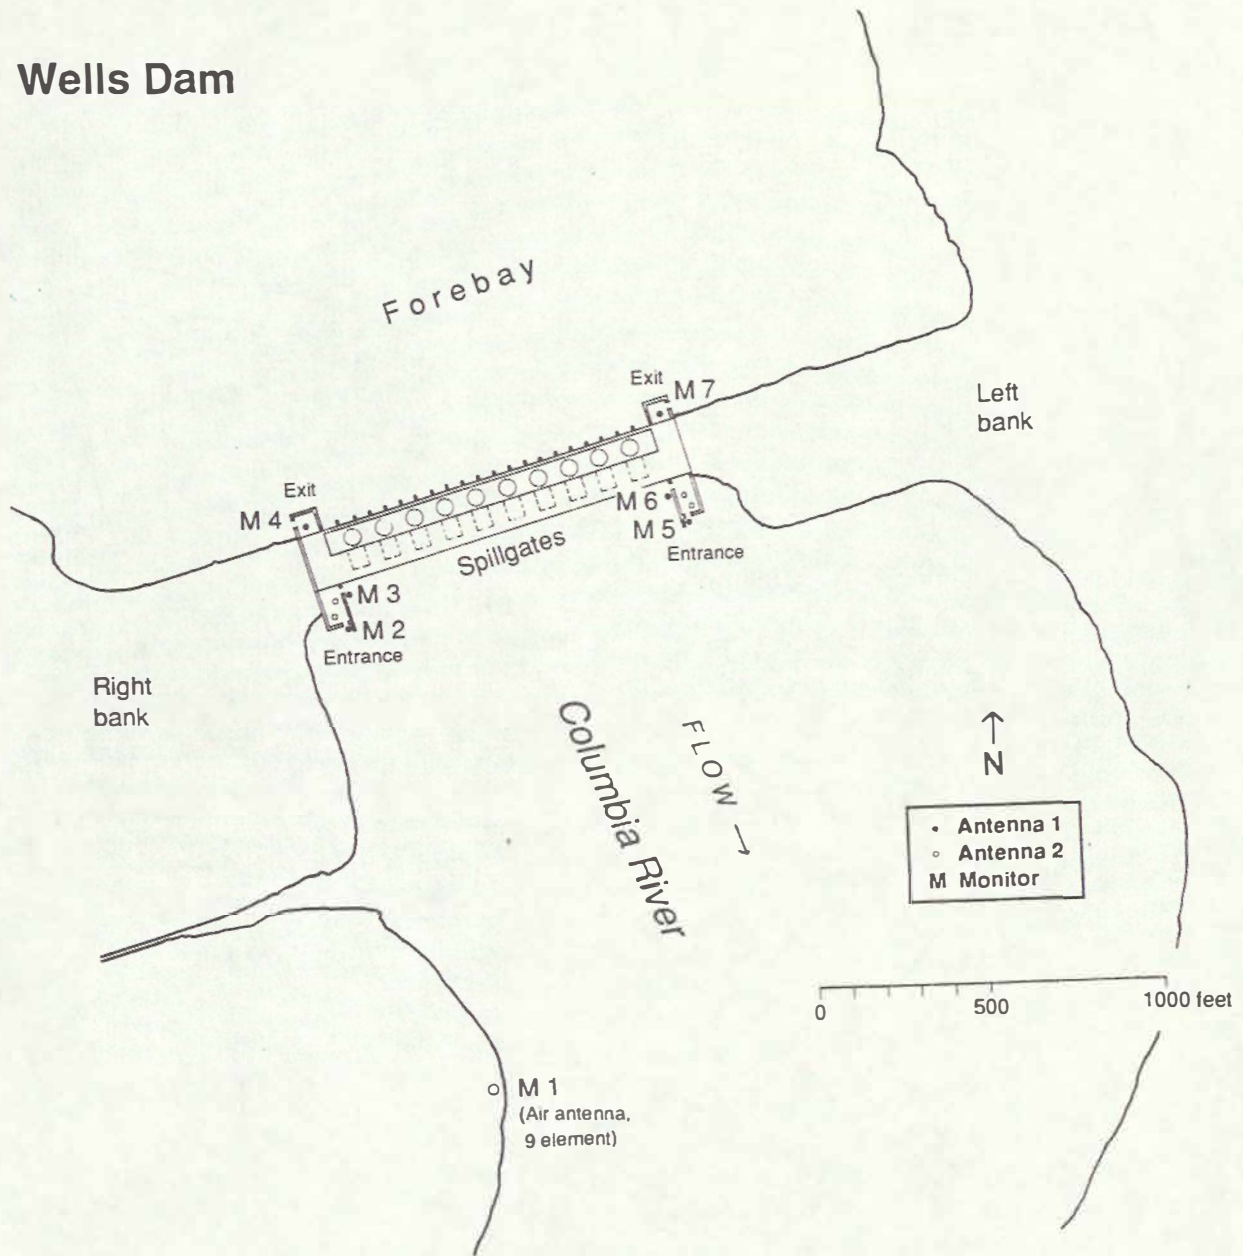 Wells Dam
Forebay
Exit
M 7
Left
bank
Exit
M 4
M 6
M 5
Entrance
Spillgates
M 3
M 2
Entrance
Right
bank
Columbia River
FLOW →
↑
N
• Antenna 1
○ Antenna 2
M Monitor
0 500 1000 feet
M 1
(Air antenna,
9 element)